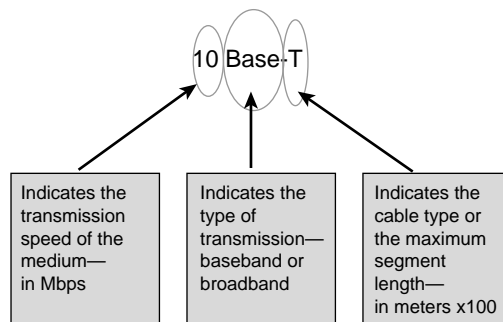 10 Base-T
Indicates the
transmission
speed of the
medium—
in Mbps
Indicates the
type of
transmission—
baseband or
broadband
Indicates the
cable type or
the maximum
segment
length—
in meters x100